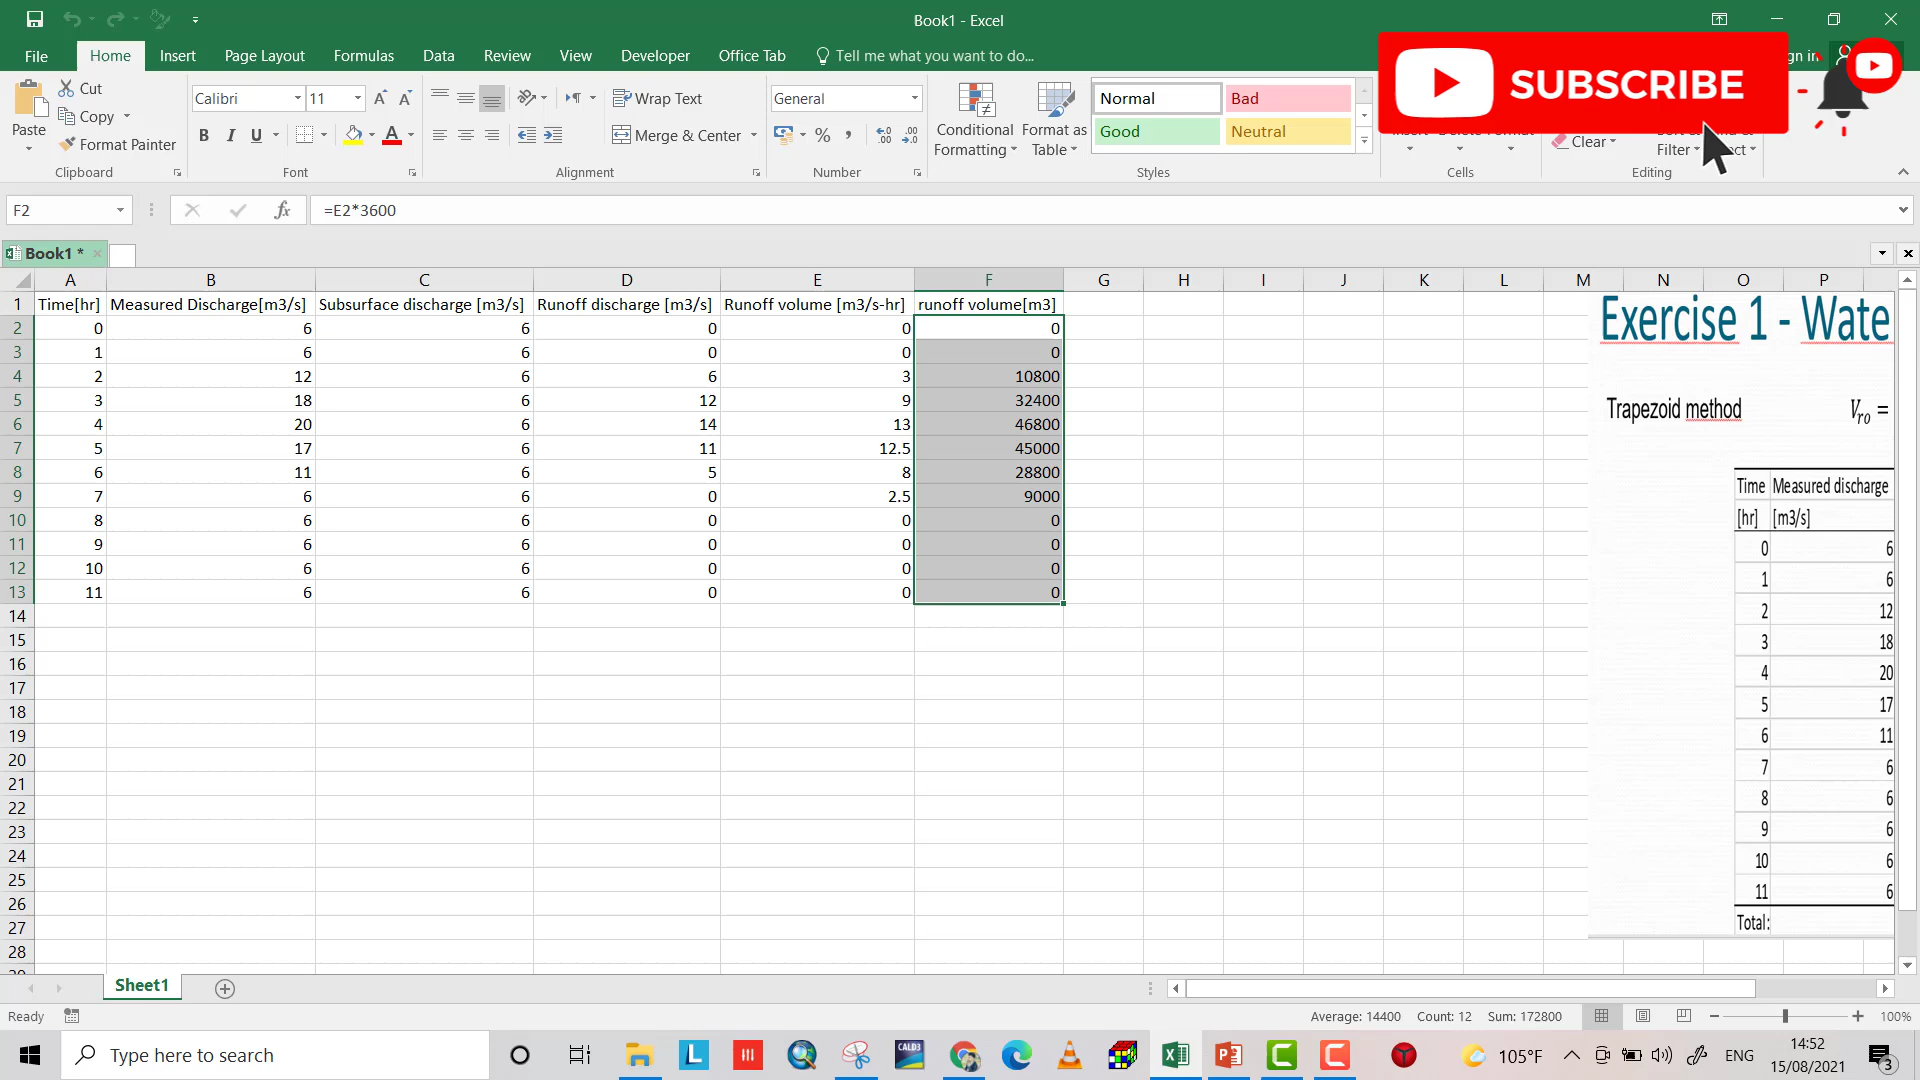 Book1 - Excel
File Home Insert Page Layout Formulas Data Review View Developer Office Tab Tell me what you want to do...
SUBSCRIBE
Paste
Cut
Copy
Format Painter
Clipboard
Calibri 11
B I U
Font
Wrap Text
Merge & Center
Alignment
General
Number
Conditional Formatting
Format as Table
Normal Bad
Good Neutral
Styles
Cells
Clear
Filter
Editing
F2 =E2*3600
Book1 *
A B C D E F G H I J K L M N O P
1 Time[hr] Measured Discharge[m3/s] Subsurface discharge [m3/s] Runoff discharge [m3/s] Runoff volume [m3/s-hr] runoff volume[m3]
2 0 6 6 0 0 0
3 1 6 6 0 0 0
4 2 12 6 6 3 10800
5 3 18 6 12 9 32400
6 4 20 6 14 13 46800
7 5 17 6 11 12.5 45000
8 6 11 6 5 8 28800
9 7 6 6 0 2.5 9000
10 8 6 6 0 0 0
11 9 6 6 0 0 0
12 10 6 6 0 0 0
13 11 6 6 0 0 0
14
15
16
17
18
19
20
21
22
23
24
25
26
27
28
Exercise 1 - Wate
Trapezoid method Vro =
Time Measured discharge
[hr] [m3/s]
0 6
1 6
2 12
3 18
4 20
5 17
6 11
7 6
8 6
9 6
10 6
11 6
Total:
Sheet1
Ready Average: 14400 Count: 12 Sum: 172800 100%
Type here to search
CALD3
105°F
ENG
14:52
15/08/2021
3